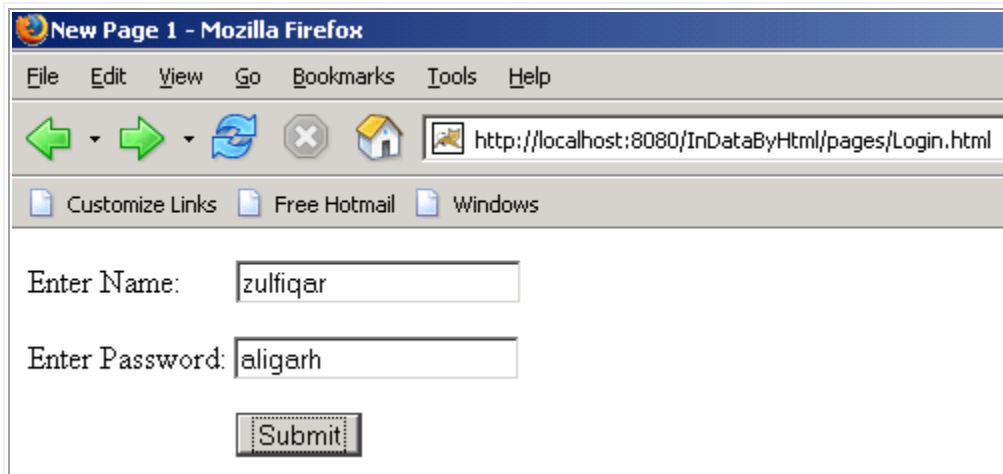 New Page 1 - Mozilla Firefox
File Edit View Go Bookmarks Tools Help
http://localhost:8080/InDataByHtml/pages/Login.html
Customize Links Free Hotmail Windows
Enter Name: zulfiqar
Enter Password: aligarh
Submit